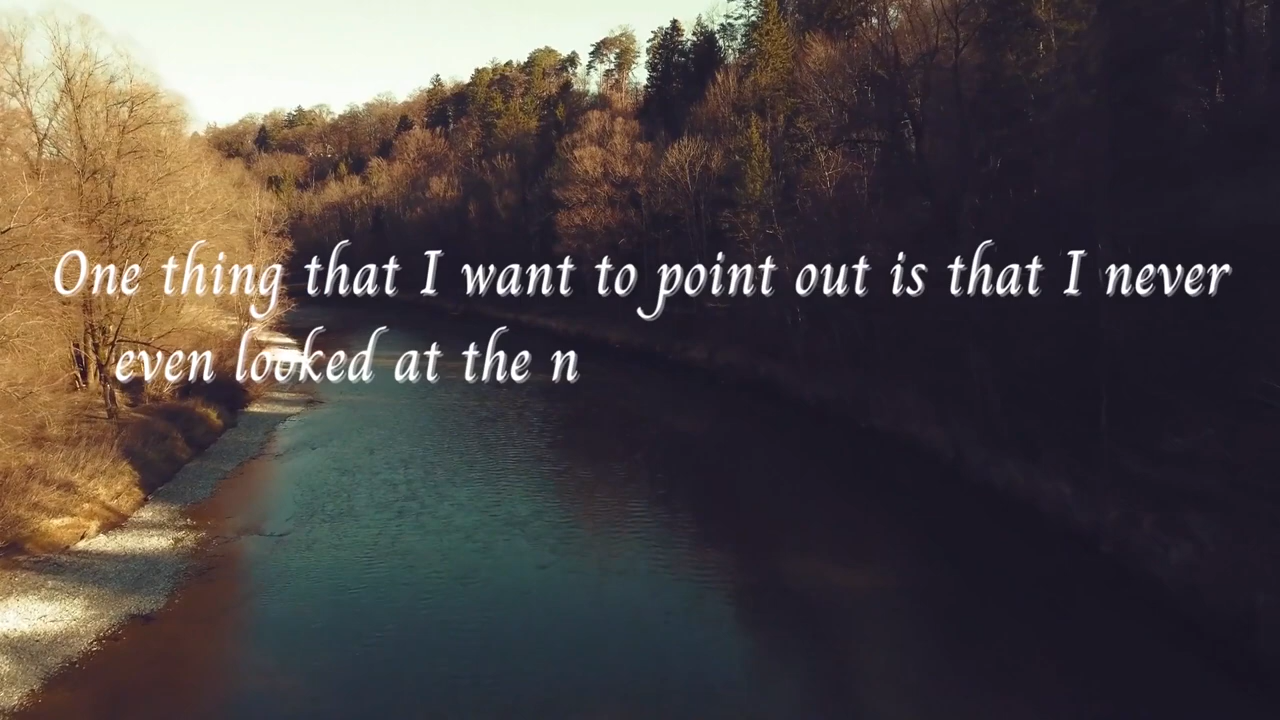 One thing that I want to point out is that I never
even looked at the n